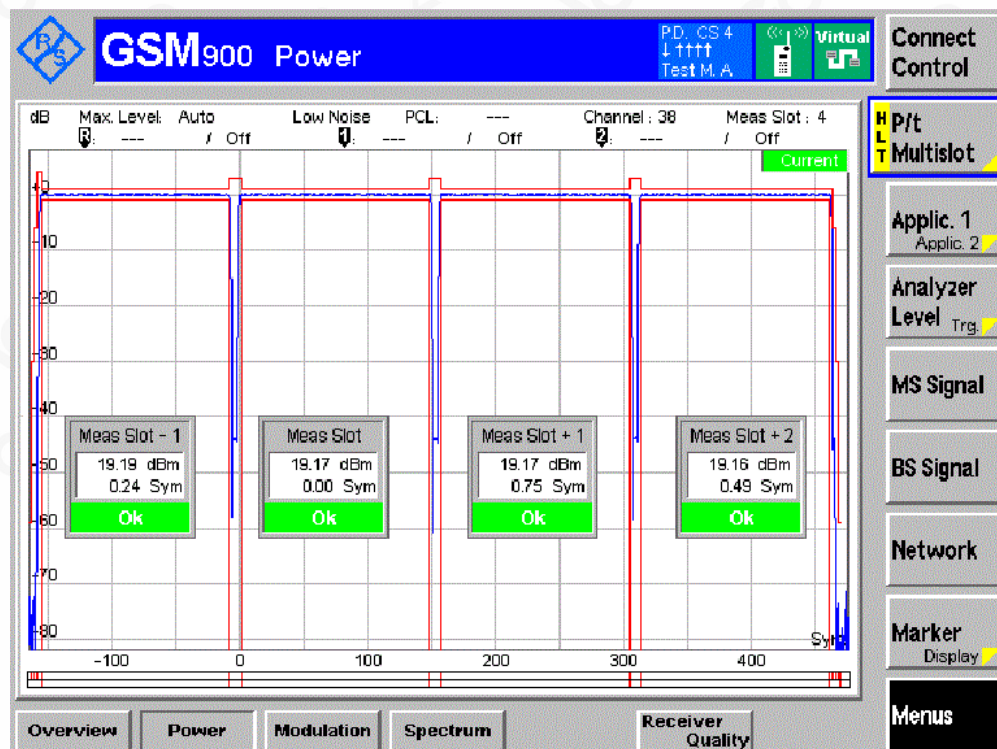 R S
GSM900 Power
P.D. CS 4
↓ ↑↑↑↑
Test M. A
Virtual
Connect
Control
dB Max. Level: Auto Low Noise PCL: --- Channel : 38 Meas Slot : 4
R: --- / Off 1: --- / Off 2: --- / Off
Current
HLT
P/t
Multislot
Applic. 1
Applic. 2
Analyzer
Level Trg.
MS Signal
BS Signal
Network
Marker
Display
Menus
+0
-10
-20
-30
-40
-50
-60
-70
-80
Meas Slot - 1
19.19 dBm
0.24 Sym
Ok
Meas Slot
19.17 dBm
0.00 Sym
Ok
Meas Slot + 1
19.17 dBm
0.75 Sym
Ok
Meas Slot + 2
19.16 dBm
0.49 Sym
Ok
-100 0 100 200 300 400
Overview Power Modulation Spectrum Receiver
Quality